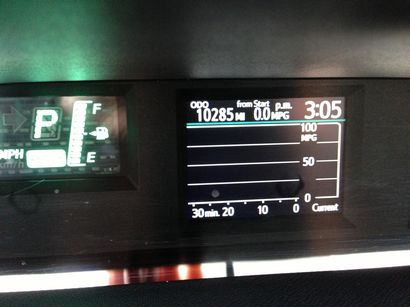 P
F
E
MPH
km/h
ODO from Start p.m.
10285 MI 0.0 MPG 3:05
100
MPG
50
0
30 min. 20 10 0 Current